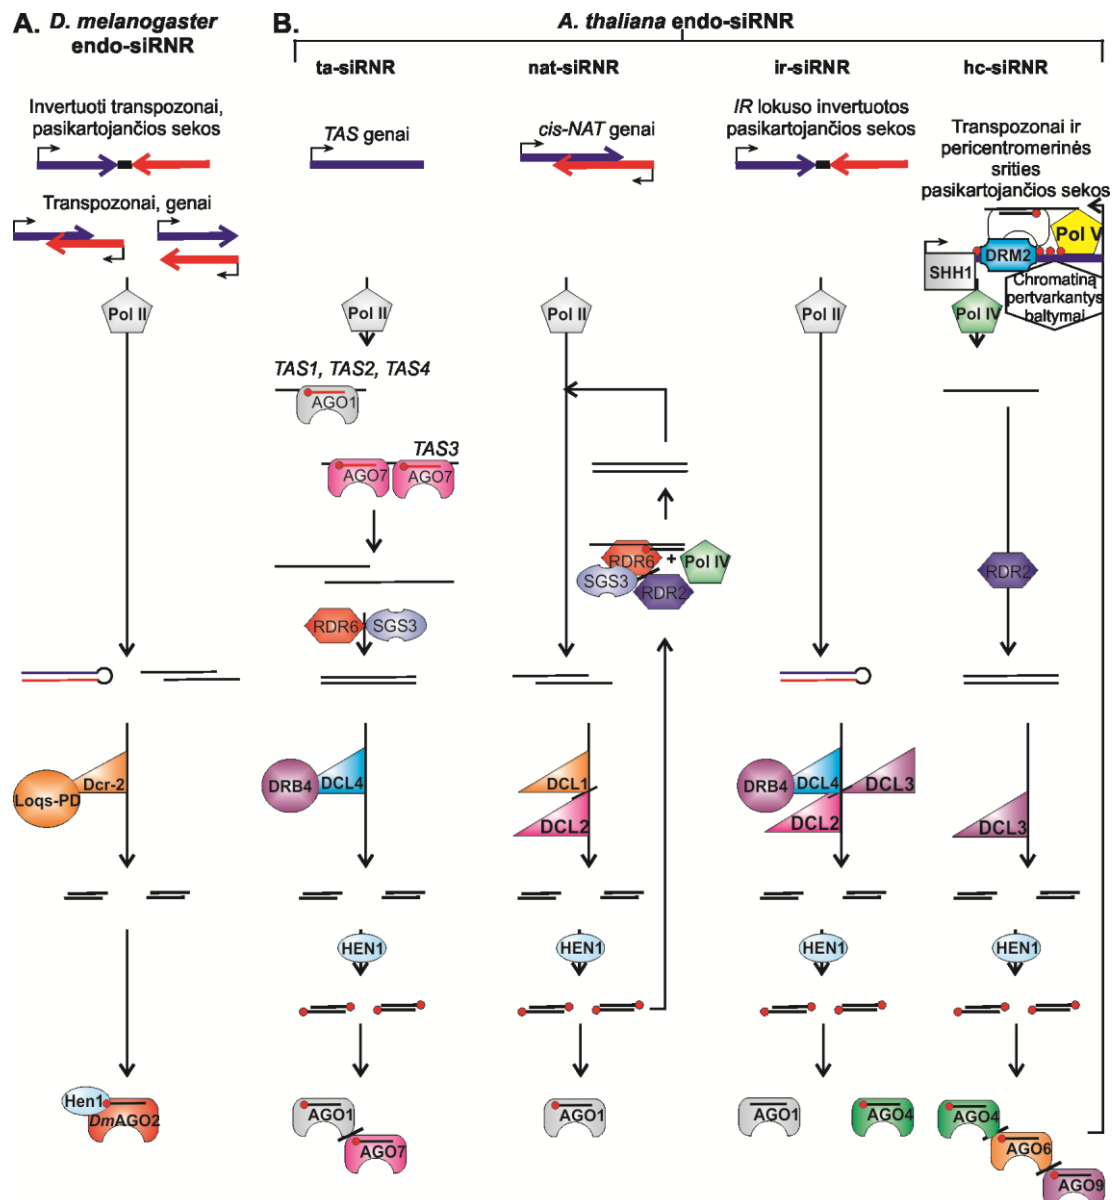 A. D. melanogaster
endo-siRNR
B. A. thaliana endo-siRNR
ta-siRNR
nat-siRNR
ir-siRNR
hc-siRNR
Invertuoti transpozonai,
pasikartojančios sekos
TAS genai
cis-NAT genai
IR lokuso invertuotos
pasikartojančios sekos
Transpozonai ir
pericentromerinės
srities
pasikartojančios sekos
Transpozonai, genai
Pol V
DRM2
SHH1
Chromatiną
pertvarkantys
baltymai
Pol II
Pol II
Pol II
Pol II
Pol IV
TAS1, TAS2, TAS4
AGO1
TAS3
AGO7
AGO7
RDR6
+
Pol IV
SGS3
RDR2
RDR2
RDR6
SGS3
Loqs-PD
Dcr-2
DRB4
DCL4
DCL1
DCL2
DRB4
DCL4
DCL3
DCL2
DCL3
HEN1
HEN1
HEN1
HEN1
Hen1
DmAGO2
AGO1
AGO7
AGO1
AGO1
AGO4
AGO4
AGO6
AGO9